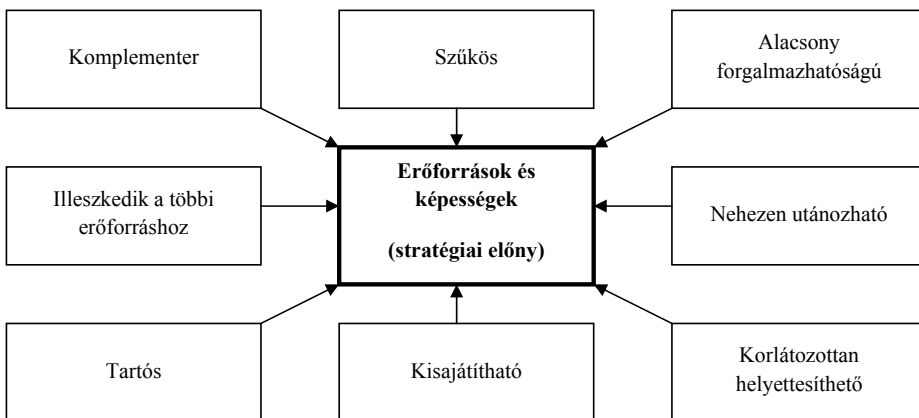 Komplementer
Szűkös
Alacsony
forgalmazhatóságú
Illeszkedik a többi
erőforráshoz
Erőforrások és
képességek
(stratégiai előny)
Nehezen utánozható
Tartós
Kisajátítható
Korlátozottan
helyettesíthető